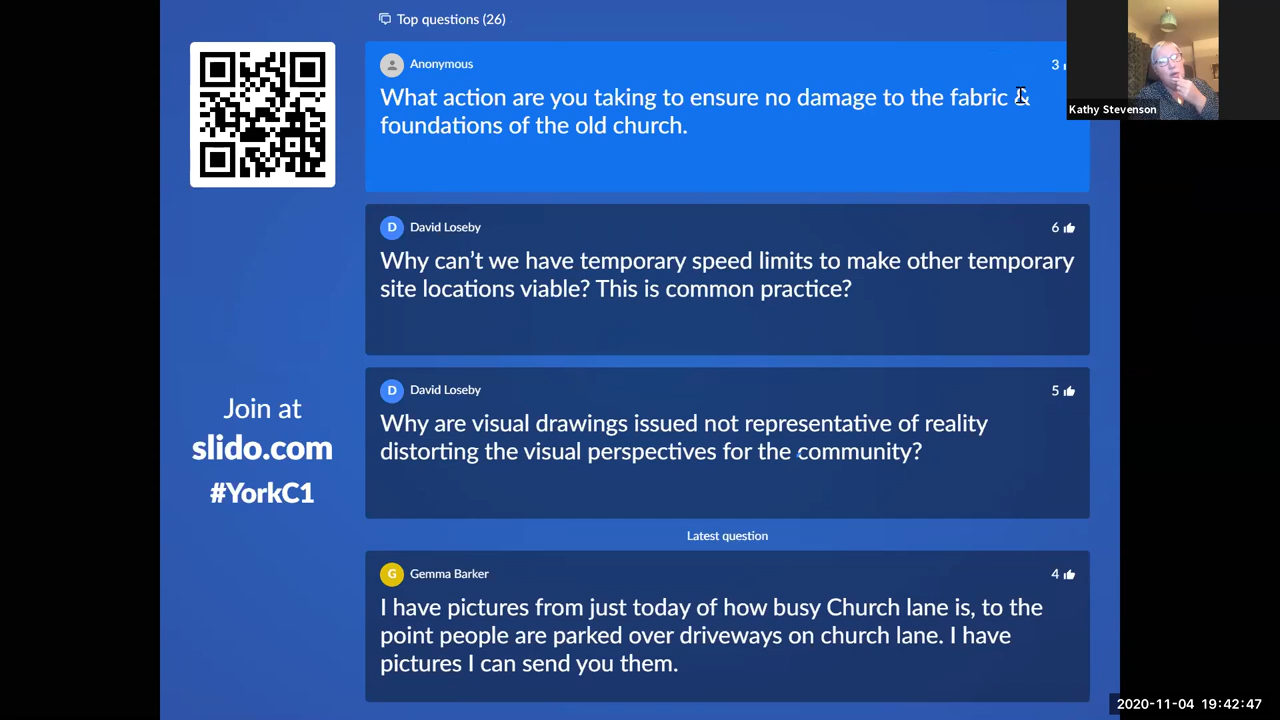 Top questions (26)
Anonymous
3
What action are you taking to ensure no damage to the fabric &
foundations of the old church.
Kathy Stevenson
David Loseby
6
Why can't we have temporary speed limits to make other temporary
site locations viable? This is common practice?
D
David Loseby
5
D
Why are visual drawings issued not representative of reality
distorting the visual perspectives for the community?
Join at
slido.com
#YorkC1
Latest question
G
Gemma Barker
4
I have pictures from just today of how busy Church lane is, to the
point people are parked over driveways on church lane. I have
pictures I can send you them.
2020-11-04 19:42:47